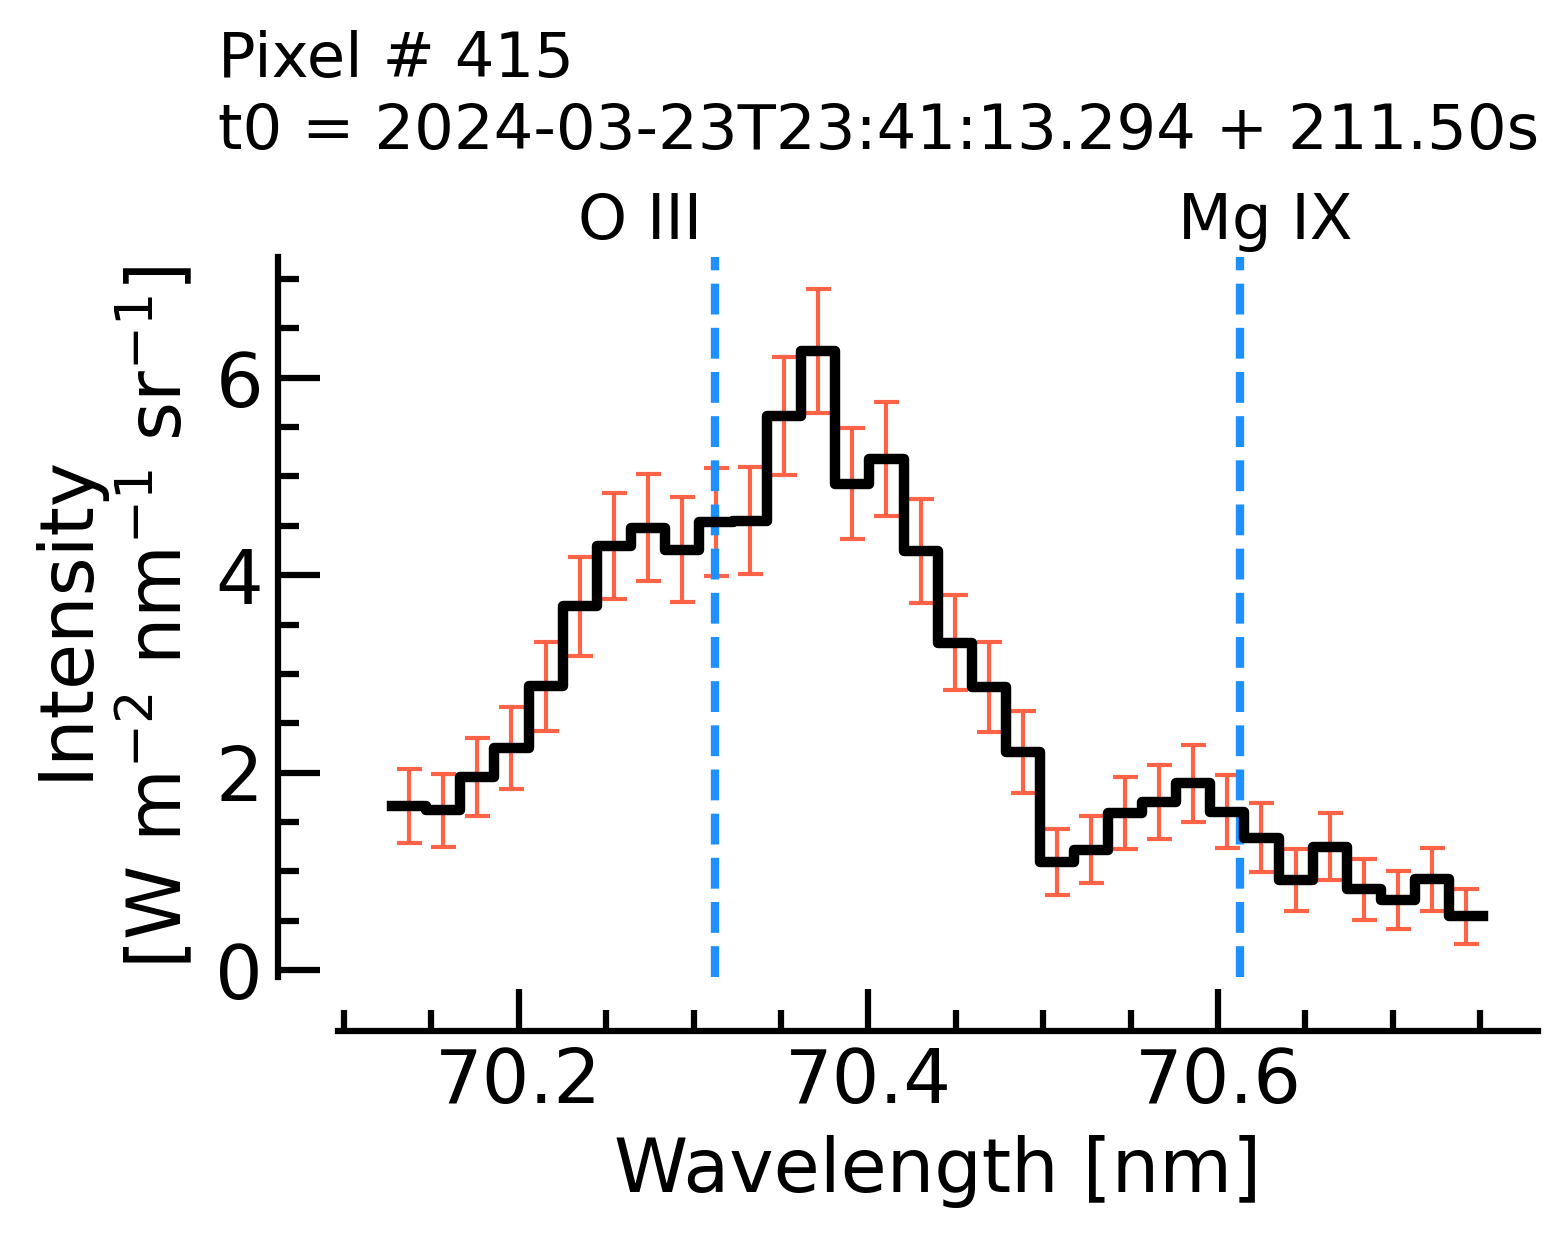 Pixel # 415
t0 = 2024-03-23T23:41:13.294 + 211.50s
O III
Mg IX
Intensity
[W m⁻² nm⁻¹ sr⁻¹]
6
4
2
0
70.2
70.4
70.6
Wavelength [nm]